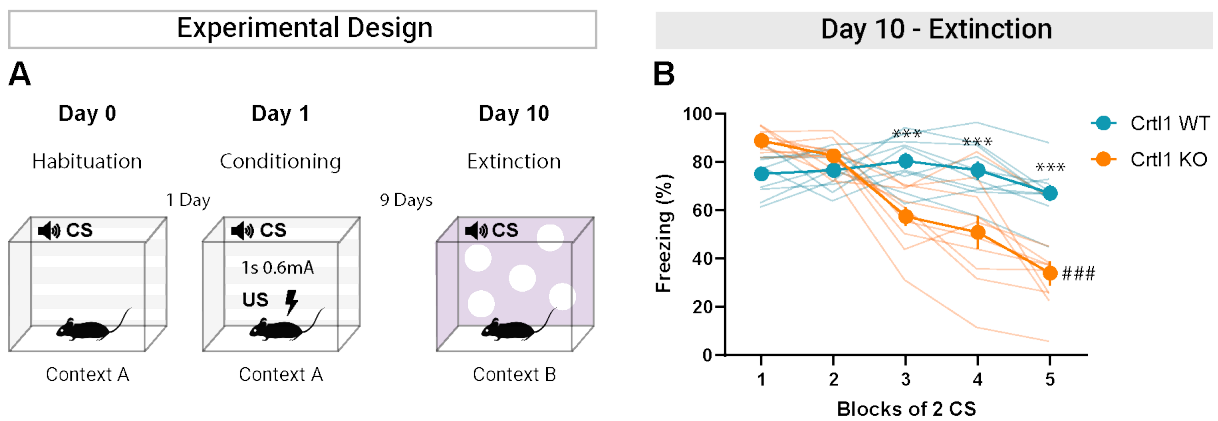 Experimental Design
A
Day 0
Day 1
Day 10
Habituation
Conditioning
Extinction
1 Day
9 Days
CS
CS
1s 0.6mA
US
CS
Context A
Context A
Context B
Day 10 - Extinction
B
Freezing (%)
100
80
60
40
20
0
***
***
***
###
1 2 3 4 5
Blocks of 2 CS
Crtl1 WT
Crtl1 KO